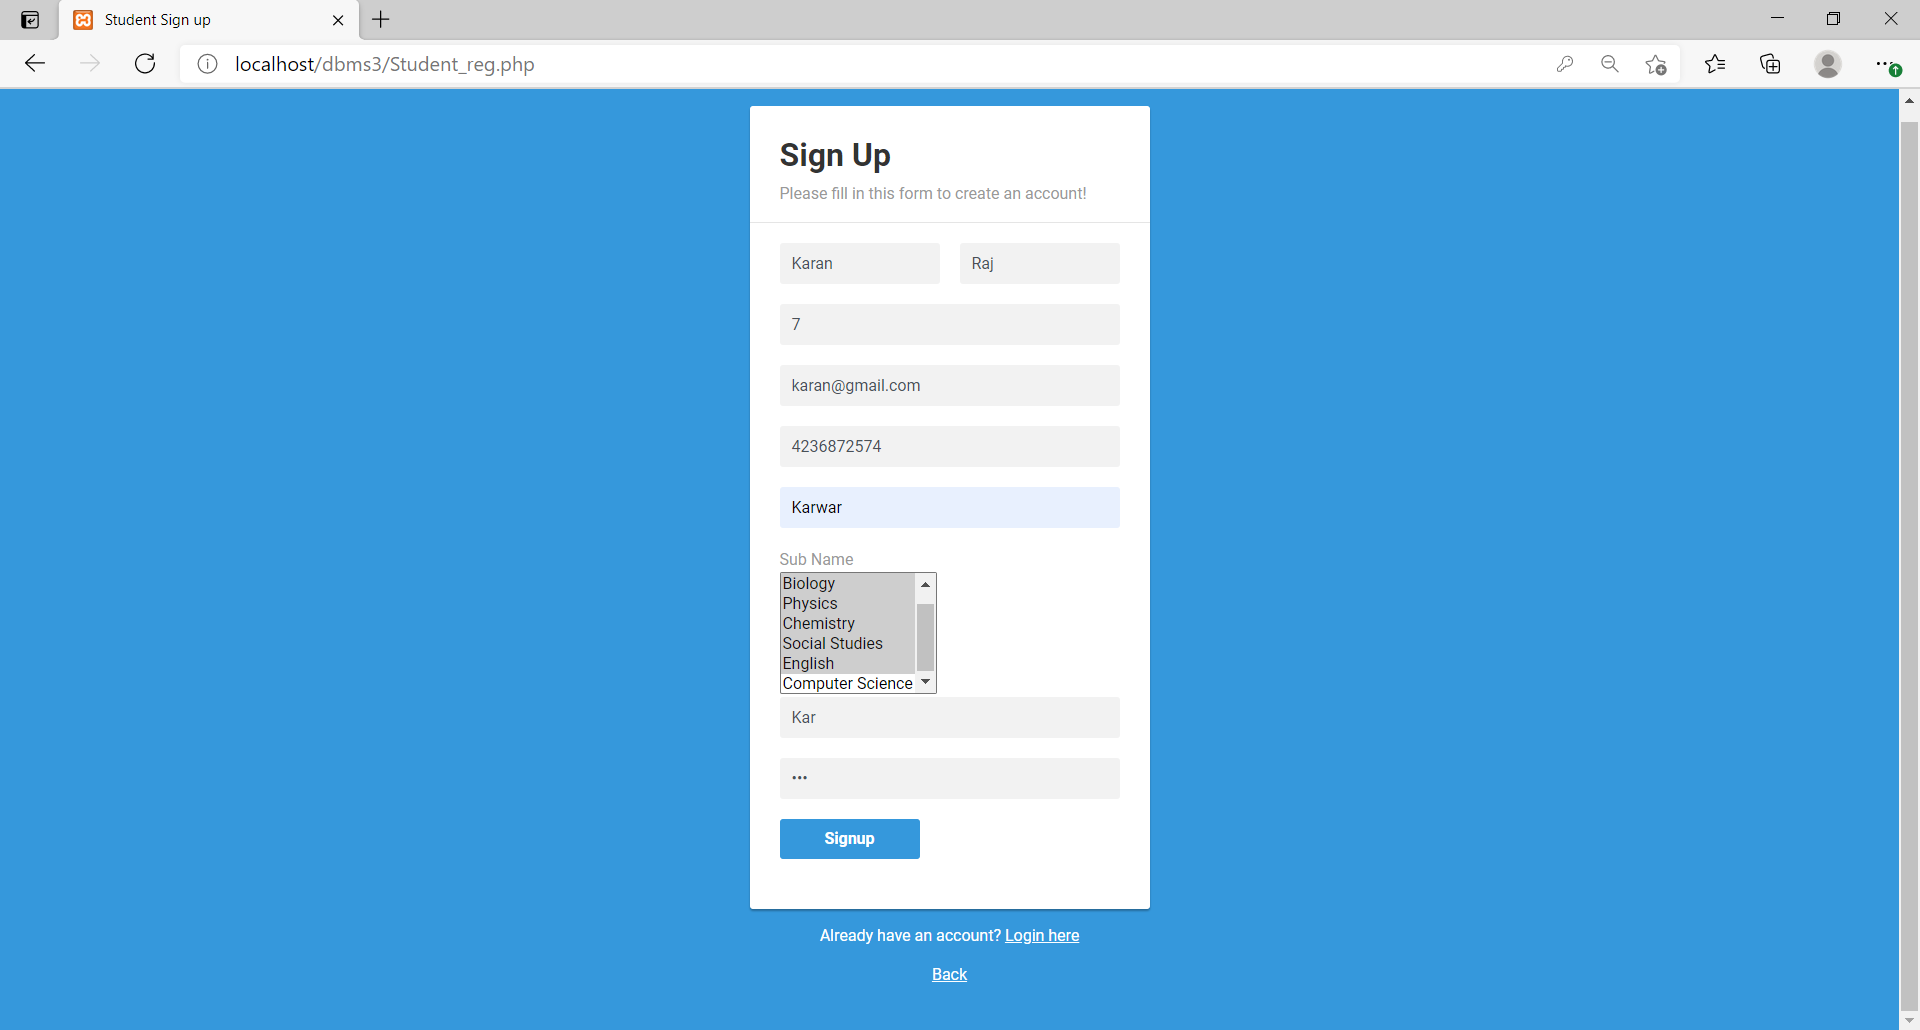 Student Sign up
localhost/dbms3/Student_reg.php
Sign Up
Please fill in this form to create an account!
Karan Raj
7
karan@gmail.com
4236872574
Karwar
Sub Name
Biology
Physics
Chemistry
Social Studies
English
Computer Science
Kar
•••
Signup
Already have an account? Login here
Back